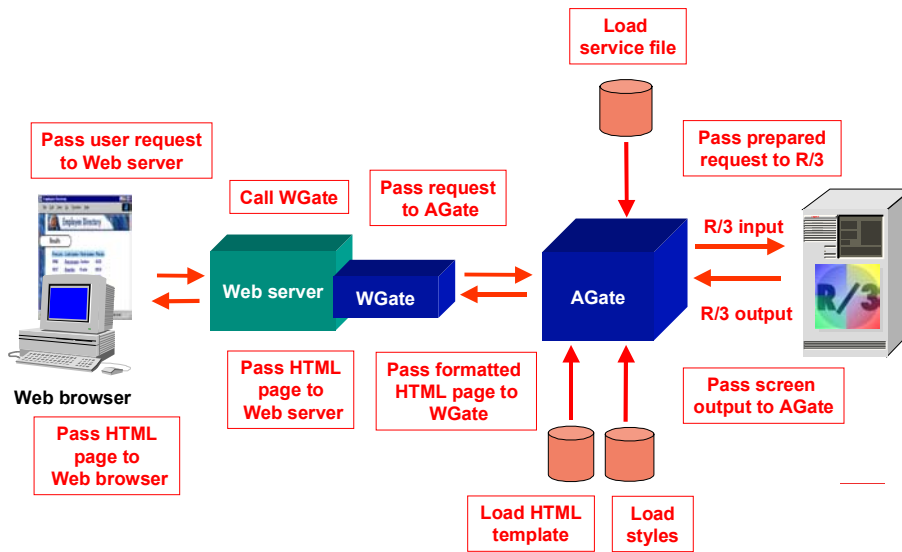 Load
service file
Pass user request
to Web server
Pass prepared
request to R/3
Call WGate
Pass request
to AGate
Employee Directory
R/3 input
Web server
WGate
AGate
R/3
R/3 output
Web browser
Pass HTML
page to
Web server
Pass formatted
HTML page to
WGate
Pass screen
output to AGate
Pass HTML
page to
Web browser
Load HTML
template
Load
styles